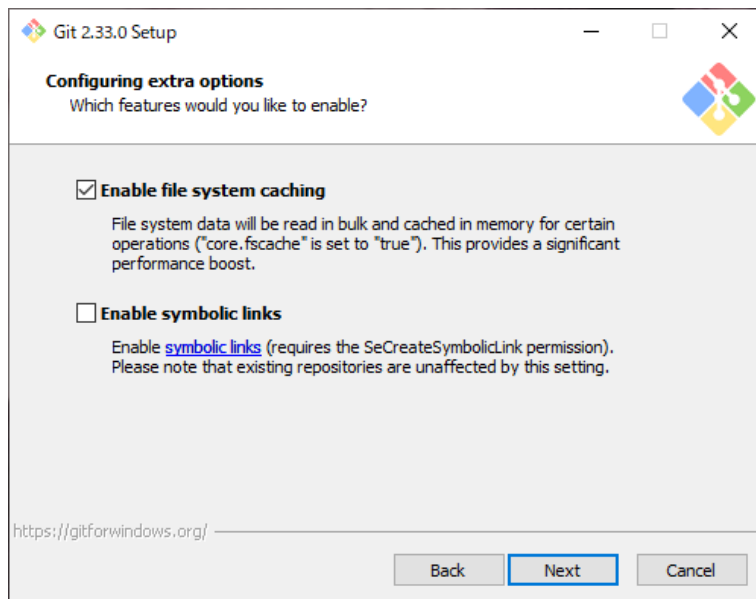 Git 2.33.0 Setup
Configuring extra options
Which features would you like to enable?
Enable file system caching
File system data will be read in bulk and cached in memory for certain
operations ("core.fscache" is set to "true"). This provides a significant
performance boost.
Enable symbolic links
Enable symbolic links (requires the SeCreateSymbolicLink permission).
Please note that existing repositories are unaffected by this setting.
https://gitforwindows.org/
Back
Next
Cancel